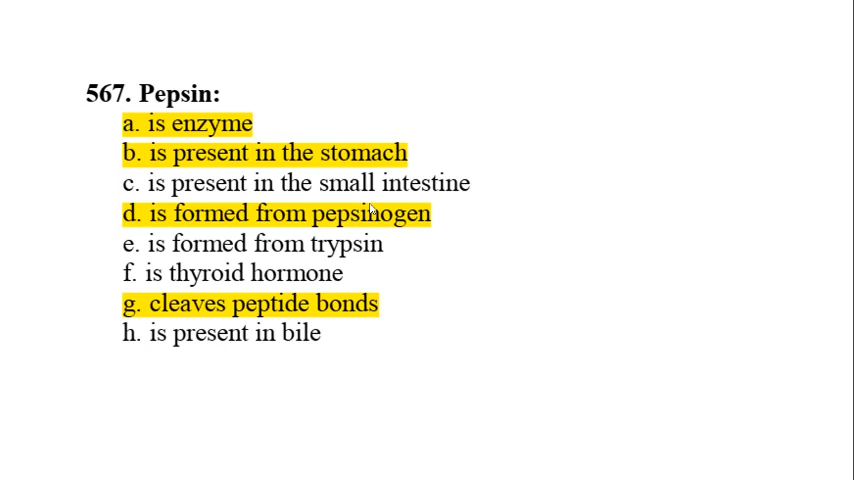 567. Pepsin:
a. is enzyme
b. is present in the stomach
c. is present in the small intestine
d. is formed from pepsinogen
e. is formed from trypsin
f. is thyroid hormone
g. cleaves peptide bonds
h. is present in bile